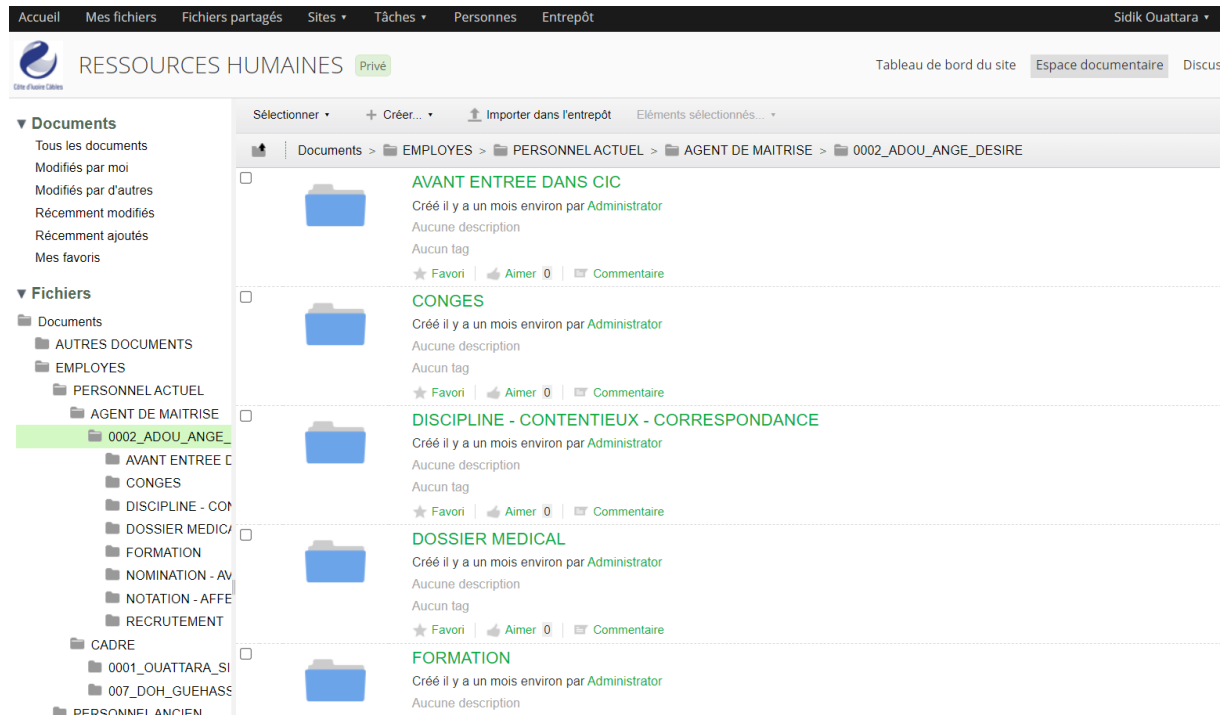 Accueil Mes fichiers Fichiers partagés Sites Tâches Personnes Entrepôt Sidik Ouattara
Côte d'Ivoire Câbles
RESSOURCES HUMAINES Privé
Tableau de bord du site Espace documentaire Discus
Documents
Tous les documents
Modifiés par moi
Modifiés par d'autres
Récemment modifiés
Récemment ajoutés
Mes favoris
Fichiers
Documents
AUTRES DOCUMENTS
EMPLOYES
PERSONNEL ACTUEL
AGENT DE MAITRISE
0002_ADOU_ANGE_
AVANT ENTREE D
CONGES
DISCIPLINE - CON
DOSSIER MEDICA
FORMATION
NOMINATION - AV
NOTATION - AFFE
RECRUTEMENT
CADRE
0001_OUATTARA_SI
007_DOH_GUEHASS
PERSONNEL ANCIEN
Sélectionner + Créer... Importer dans l'entrepôt Eléments sélectionnés...
Documents > EMPLOYES > PERSONNEL ACTUEL > AGENT DE MAITRISE > 0002_ADOU_ANGE_DESIRE
AVANT ENTREE DANS CIC
Créé il y a un mois environ par Administrator
Aucune description
Aucun tag
Favori Aimer 0 Commentaire
CONGES
Créé il y a un mois environ par Administrator
Aucune description
Aucun tag
Favori Aimer 0 Commentaire
DISCIPLINE - CONTENTIEUX - CORRESPONDANCE
Créé il y a un mois environ par Administrator
Aucune description
Aucun tag
Favori Aimer 0 Commentaire
DOSSIER MEDICAL
Créé il y a un mois environ par Administrator
Aucune description
Aucun tag
Favori Aimer 0 Commentaire
FORMATION
Créé il y a un mois environ par Administrator
Aucune description